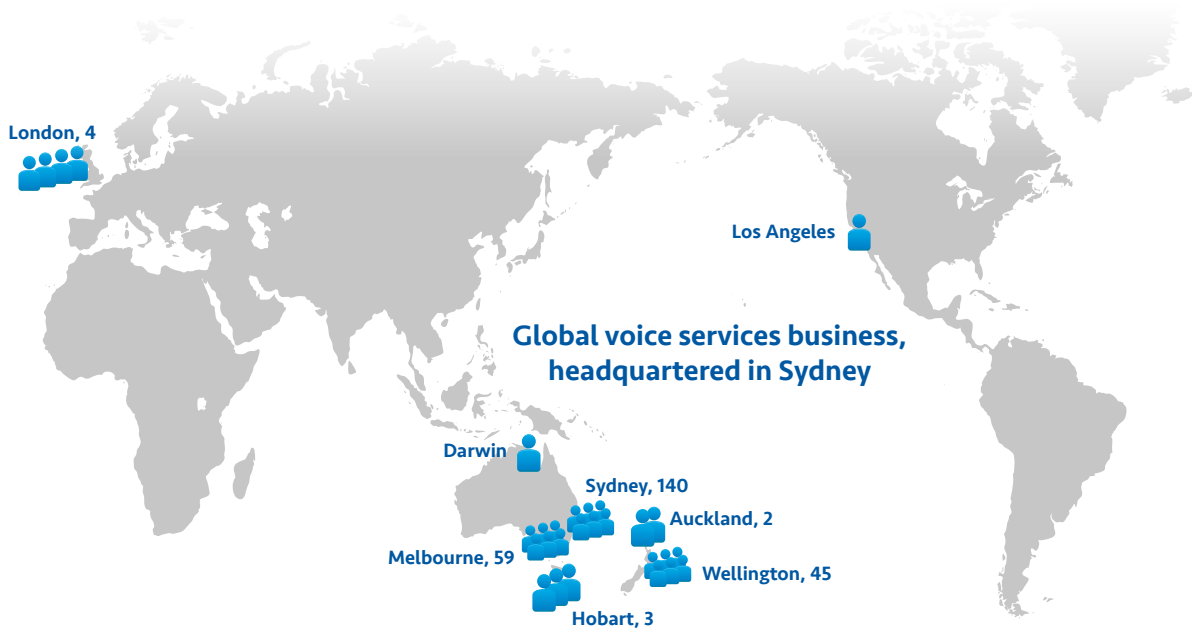 London, 4
Los Angeles
Global voice services business,
headquartered in Sydney
Darwin
Sydney, 140
Auckland, 2
Melbourne, 59
Wellington, 45
Hobart, 3